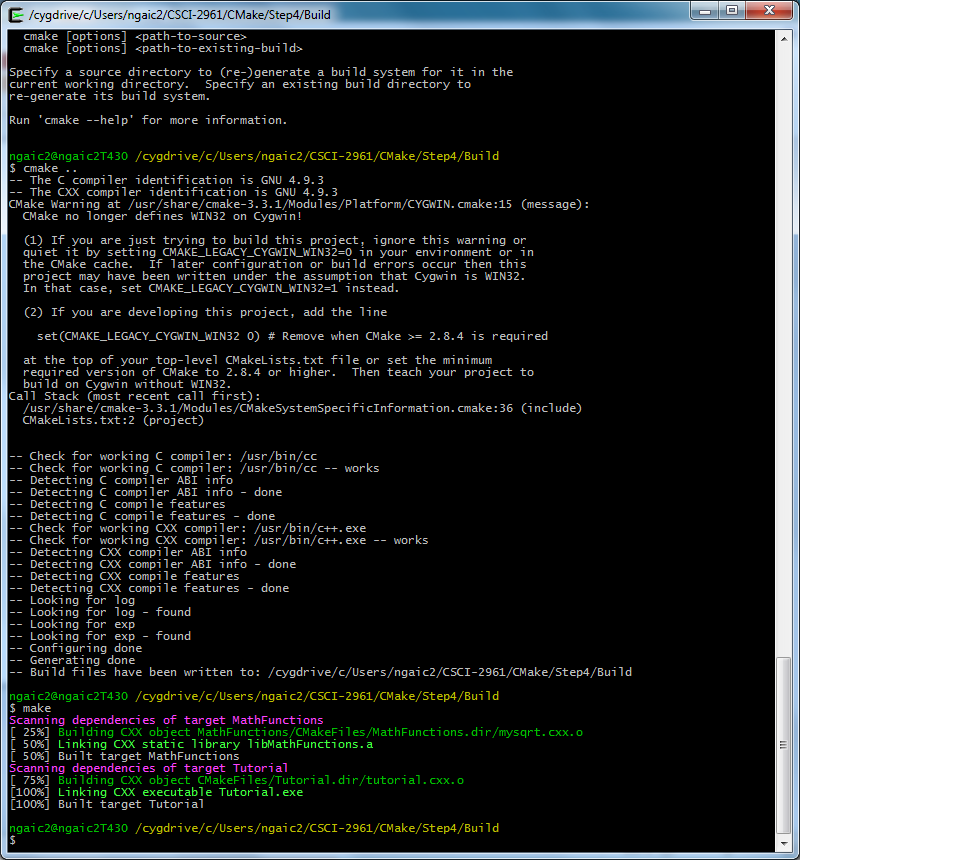 /cygdrive/c/Users/ngaic2/CSCI-2961/CMake/Step4/Build
  cmake [options] <path-to-source>
  cmake [options] <path-to-existing-build>

Specify a source directory to (re-)generate a build system for it in the
current working directory.  Specify an existing build directory to
re-generate its build system.

Run 'cmake --help' for more information.

ngaic2@ngaic2T430 /cygdrive/c/Users/ngaic2/CSCI-2961/CMake/Step4/Build
$ cmake ..
-- The C compiler identification is GNU 4.9.3
-- The CXX compiler identification is GNU 4.9.3
CMake Warning at /usr/share/cmake-3.3.1/Modules/Platform/CYGWIN.cmake:15 (message):
  CMake no longer defines WIN32 on Cygwin!

  (1) If you are just trying to build this project, ignore this warning or
  quiet it by setting CMAKE_LEGACY_CYGWIN_WIN32=0 in your environment or in
  the CMake cache.  If later configuration or build errors occur then this
  project may have been written under the assumption that Cygwin is WIN32.
  In that case, set CMAKE_LEGACY_CYGWIN_WIN32=1 instead.

  (2) If you are developing this project, add the line

    set(CMAKE_LEGACY_CYGWIN_WIN32 0) # Remove when CMake >= 2.8.4 is required

  at the top of your top-level CMakeLists.txt file or set the minimum
  required version of CMake to 2.8.4 or higher.  Then teach your project to
  build on Cygwin without WIN32.
Call Stack (most recent call first):
  /usr/share/cmake-3.3.1/Modules/CMakeSystemSpecificInformation.cmake:36 (include)
  CMakeLists.txt:2 (project)

-- Check for working C compiler: /usr/bin/cc
-- Check for working C compiler: /usr/bin/cc -- works
-- Detecting C compiler ABI info
-- Detecting C compiler ABI info - done
-- Detecting C compile features
-- Detecting C compile features - done
-- Check for working CXX compiler: /usr/bin/c++.exe
-- Check for working CXX compiler: /usr/bin/c++.exe -- works
-- Detecting CXX compiler ABI info
-- Detecting CXX compiler ABI info - done
-- Detecting CXX compile features
-- Detecting CXX compile features - done
-- Looking for log
-- Looking for log - found
-- Looking for exp
-- Looking for exp - found
-- Configuring done
-- Generating done
-- Build files have been written to: /cygdrive/c/Users/ngaic2/CSCI-2961/CMake/Step4/Build

ngaic2@ngaic2T430 /cygdrive/c/Users/ngaic2/CSCI-2961/CMake/Step4/Build
$ make
Scanning dependencies of target MathFunctions
[ 25%] Building CXX object MathFunctions/CMakeFiles/MathFunctions.dir/mysqrt.cxx.o
[ 50%] Linking CXX static library libMathFunctions.a
[ 50%] Built target MathFunctions
Scanning dependencies of target Tutorial
[ 75%] Building CXX object CMakeFiles/Tutorial.dir/tutorial.cxx.o
[100%] Linking CXX executable Tutorial.exe
[100%] Built target Tutorial

ngaic2@ngaic2T430 /cygdrive/c/Users/ngaic2/CSCI-2961/CMake/Step4/Build
$